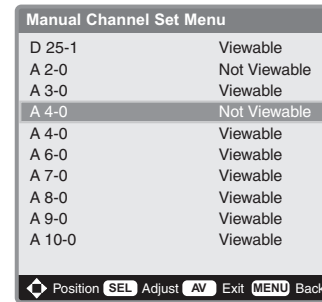 Manual Channel Set Menu
D 25-1 Viewable
A 2-0 Not Viewable
A 3-0 Viewable
A 4-0 Not Viewable
A 4-0 Viewable
A 6-0 Viewable
A 7-0 Viewable
A 8-0 Viewable
A 9-0 Viewable
A 10-0 Viewable
Position SEL Adjust AV Exit MENU Back